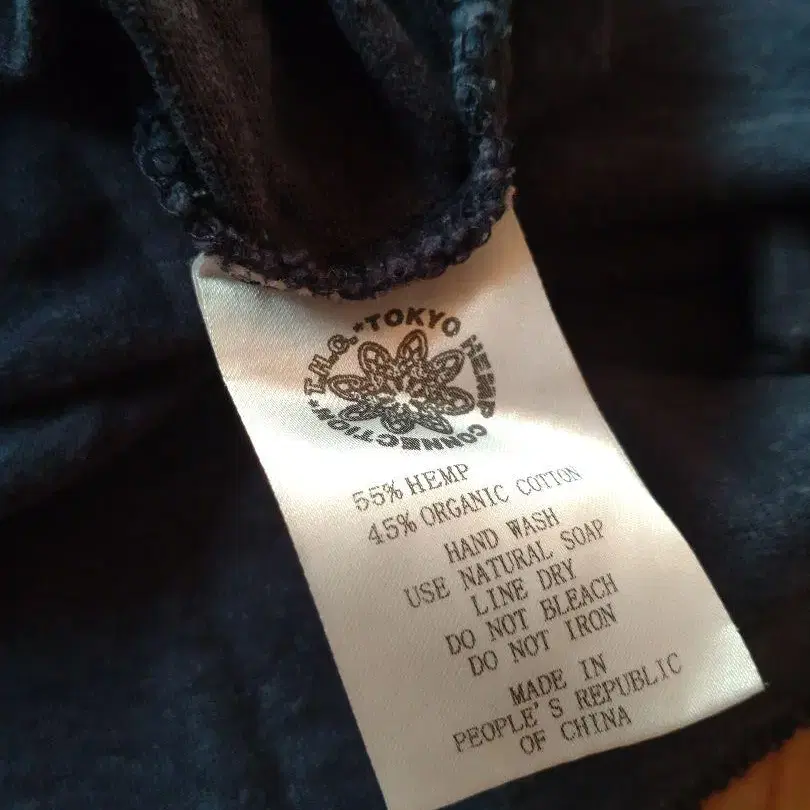 T.H.C.*TOKYO HEMP CONNECTION*
55% HEMP
45% ORGANIC COTTON
HAND WASH
USE NATURAL SOAP
LINE DRY
DO NOT BLEACH
DO NOT IRON
MADE IN
PEOPLE'S REPUBLIC
OF CHINA